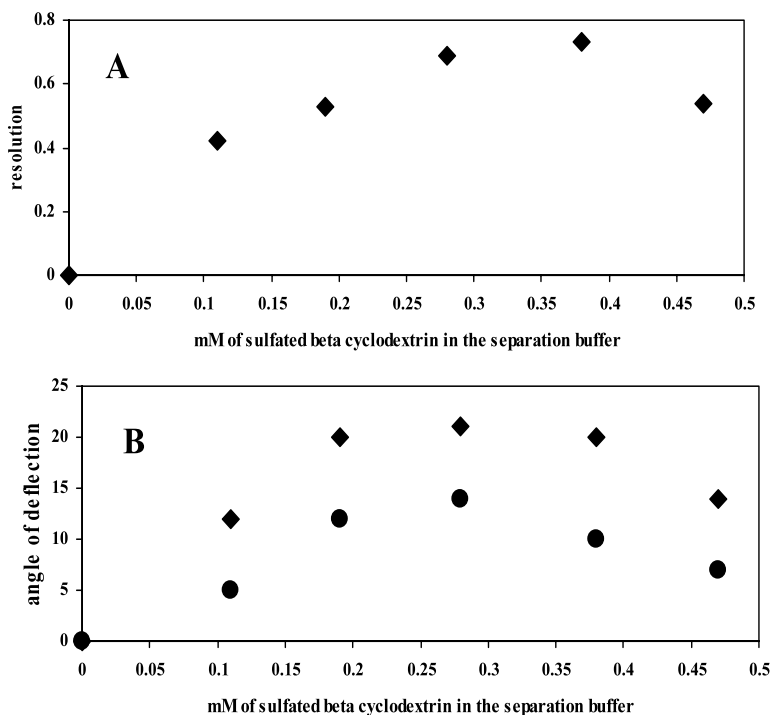 0.8
A
0.6
0.4
0.2
0
resolution
0 0.05 0.1 0.15 0.2 0.25 0.3 0.35 0.4 0.45 0.5
mM of sulfated beta cyclodextrin in the separation buffer
25
B
20
15
10
5
0
angle of deflection
0 0.05 0.1 0.15 0.2 0.25 0.3 0.35 0.4 0.45 0.5
mM of sulfated beta cyclodextrin in the separation buffer